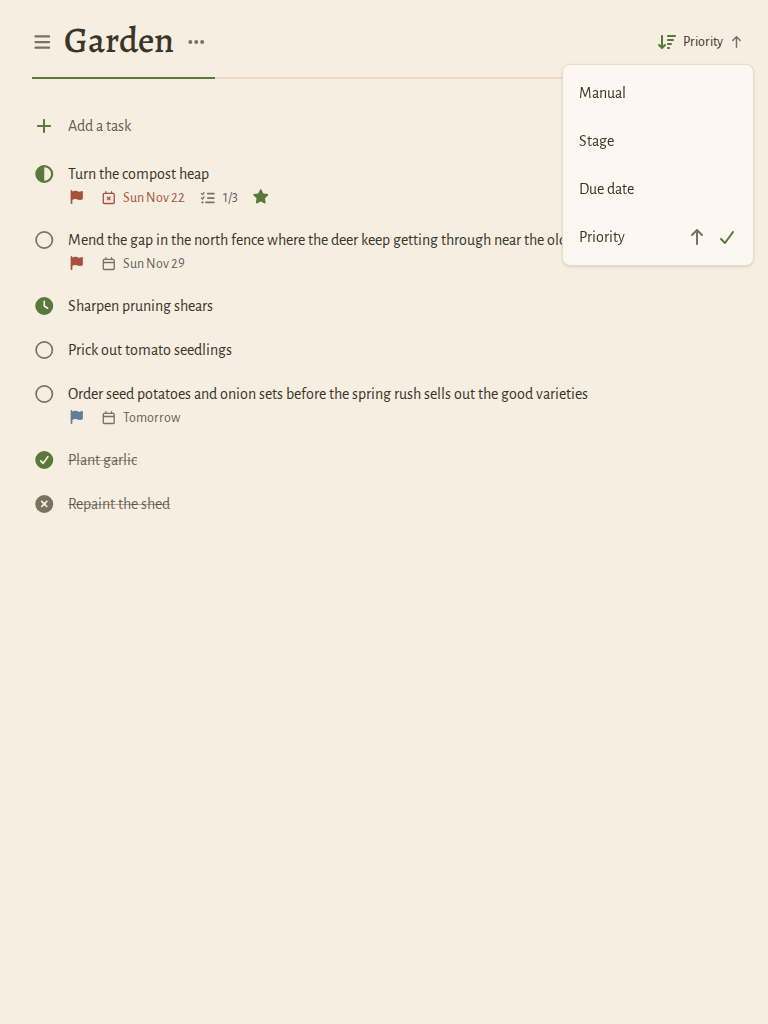 Garden
Priority
Manual
Stage
Due date
Priority
Add a task
Turn the compost heap
Sun Nov 22 1/3
Mend the gap in the north fence where the deer keep getting through near the
Sun Nov 29
Sharpen pruning shears
Prick out tomato seedlings
Order seed potatoes and onion sets before the spring rush sells out the good varieties
Tomorrow
Plant garlic
Repaint the shed